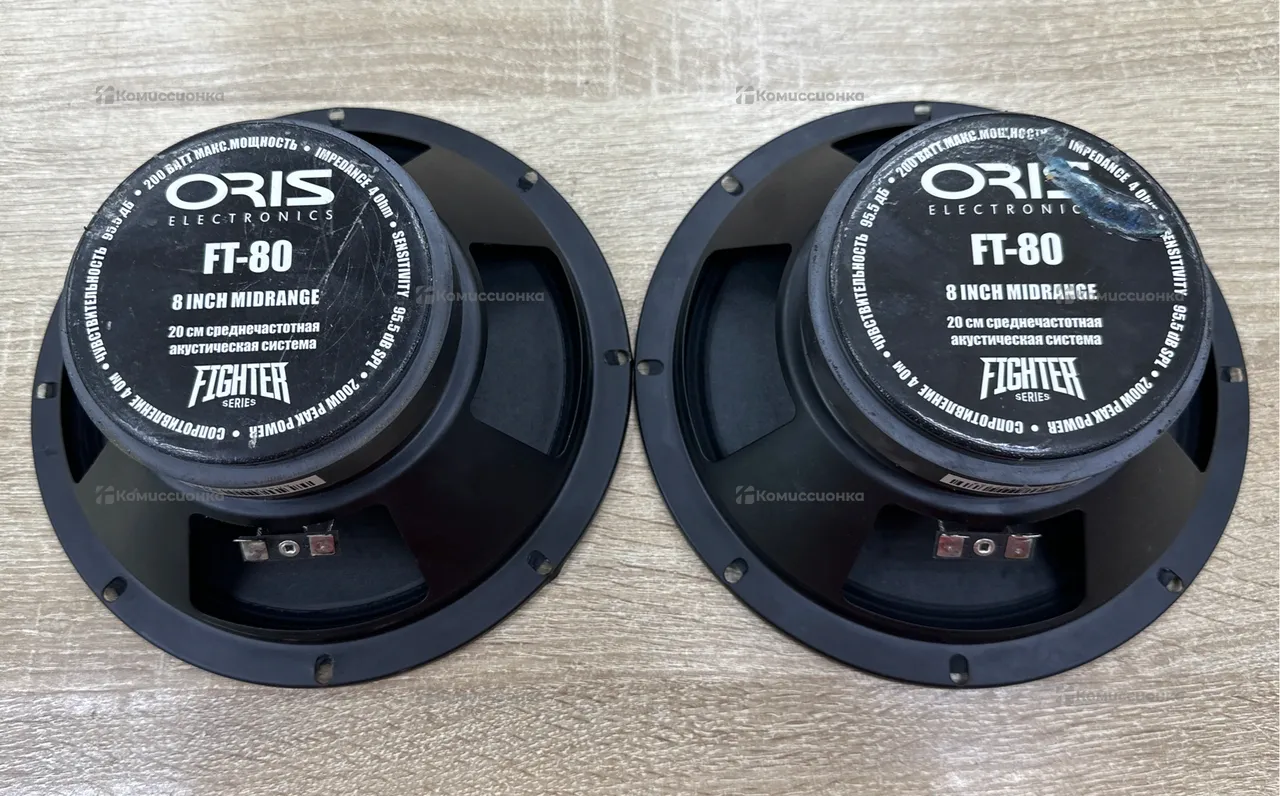 Комиссионка
Комиссионка
200 ВАТТ МАКС.МОЩНОСТЬ • IMPEDANCE 4 Ohm • SENSITIVITY 95.5 dB SPL • 200W PEAK POWER • СОПРОТИВЛЕНИЕ 4 Ом • ЧУВСТВИТЕЛЬНОСТЬ 95.5 дБ •
ORIS
ELECTRONICS
FT-80
8 INCH MIDRANGE
20 см среднечастотная
акустическая система
FIGHTER
SERIES
200 ВАТТ МАКС.МОЩНОСТЬ IMPEDANCE 4 Ohm SENSITIVITY 95.5 dB SPL • 200W PEAK POWER • СОПРОТИВЛЕНИЕ 4 Ом • ЧУВСТВИТЕЛЬНОСТЬ 95.5 дБ •
ORIS
ELECTRONIC
FT-80
8 INCH MIDRANGE
20 см среднечастотная
акустическая система
FIGHTER
SERIES
Комиссионка
Комиссионка
Комиссионка
Комиссионка
Комиссионка
Комиссионка